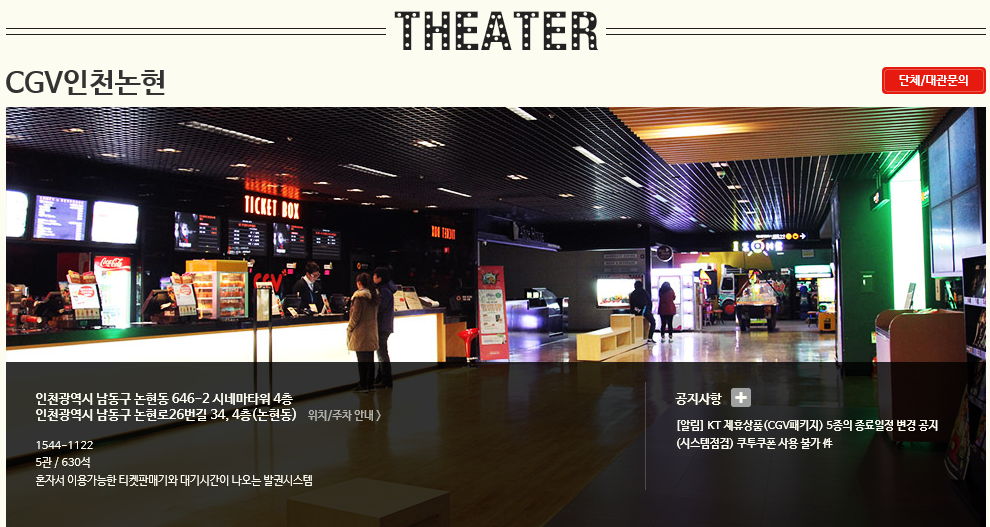 THEATER
CGV인천논현
단체/대관문의
TICKET BOX
Coca-Cola
CGV
인천광역시 남동구 논현동 646-2 시네마타워 4층
인천광역시 남동구 논현로26번길 34, 4층(논현동) 위치/주차 안내 >
1544-1122
5관 / 630석
혼자서 이용가능한 티켓판매기와 대기시간이 나오는 발권시스템
공지사항 +
[알림] KT 제휴상품(CGV패키지) 5종의 종료일정 변경 공지
(시스템점검) 쿠투쿠폰 사용 불가 件